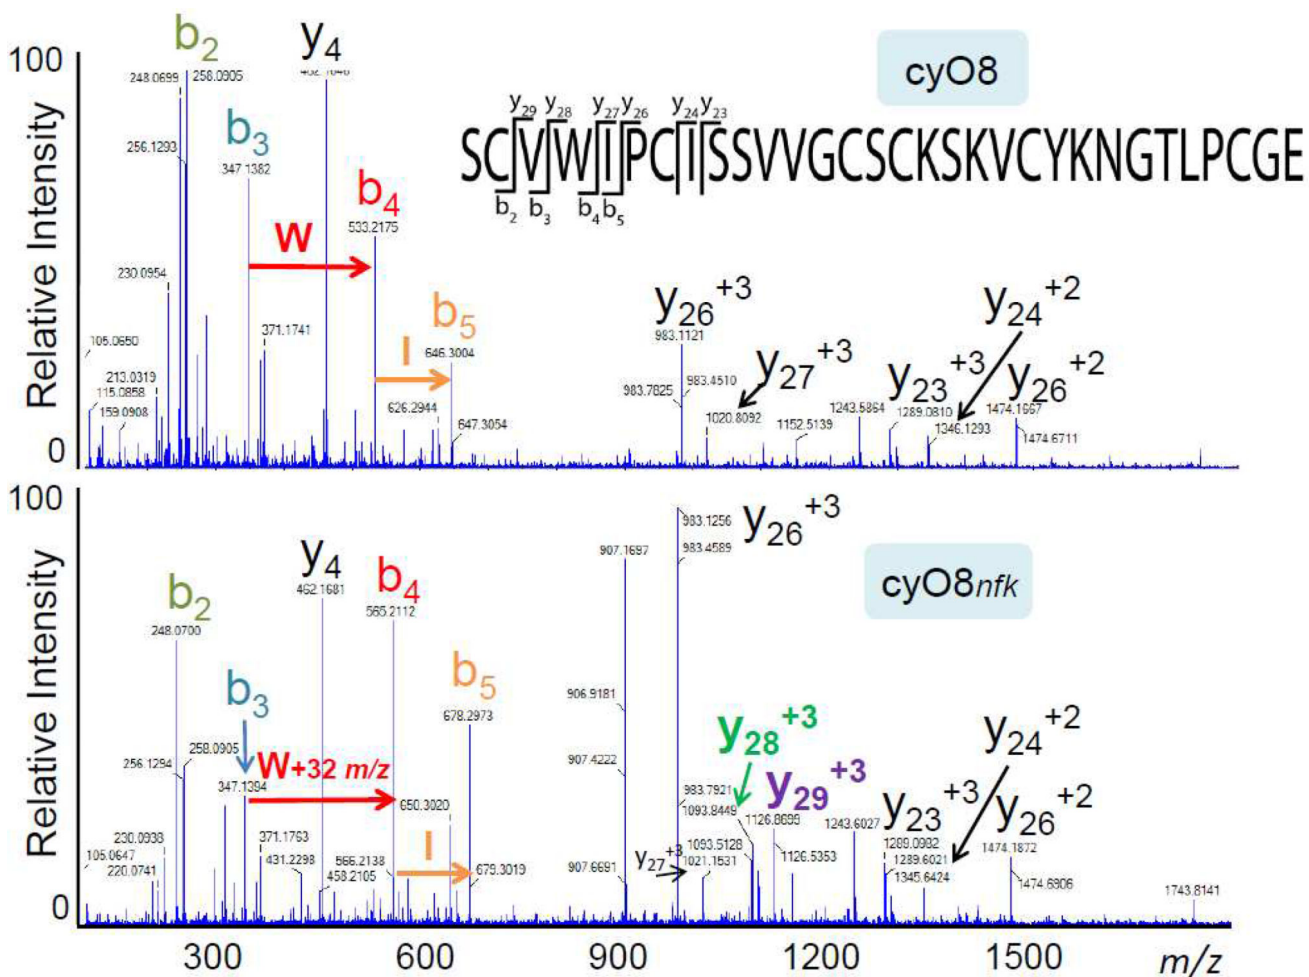 100
Relative Intensity
0
b2
y4
248.0699
258.0905
256.1293
b3
347.1382
W
b4
533.2175
I
b5
646.3004
230.0954
371.1741
105.0650
213.0319
115.0858
159.0908
626.2944
647.3054
cyO8
y29 y28 y27 y26 y24 y23
SCVWIPCISSVVGCSCKSKVCYKNGTLPCGE
b2 b3 b4 b5
y26+3
983.1121
983.7825
983.4510
y27+3
1020.8092
1152.5139
1243.5864
y23+3
1289.0810
y24+2
1346.1293
y26+2
1474.1667
1474.6711
100
Relative Intensity
0
b2
248.0700
y4
462.1681
b4
565.2112
b3
347.1394
W+32 m/z
258.0905
256.1294
230.0938
105.0647
220.0741
371.1763
431.2298
458.2105
566.2138
I
b5
678.2973
650.3020
679.3019
907.1697
906.9181
907.4222
907.6691
983.1256
y26+3
983.4589
983.7921
cyO8nfk
y27+3
1021.1531
y28+3
1093.8449
1093.5128
y29+3
1126.8699
1126.5353
1243.6027
y23+3
1289.0982
1289.6021
y24+2
1345.6424
y26+2
1474.1872
1474.6906
1743.8141
300 600 900 1200 1500 m/z